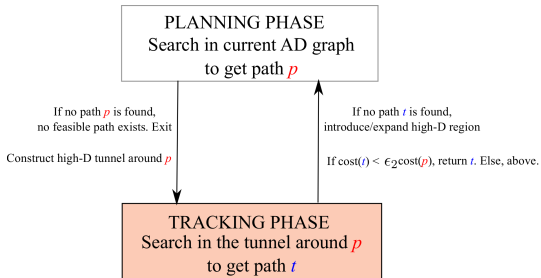 PLANNING PHASE
Search in current AD graph
to get path p
If no path p is found,
no feasible path exists. Exit
Construct high-D tunnel around p
If no path t is found,
introduce/expand high-D region
If cost(t) < ϵ₂cost(p), return t. Else, above.
TRACKING PHASE
Search in the tunnel around p
to get path t